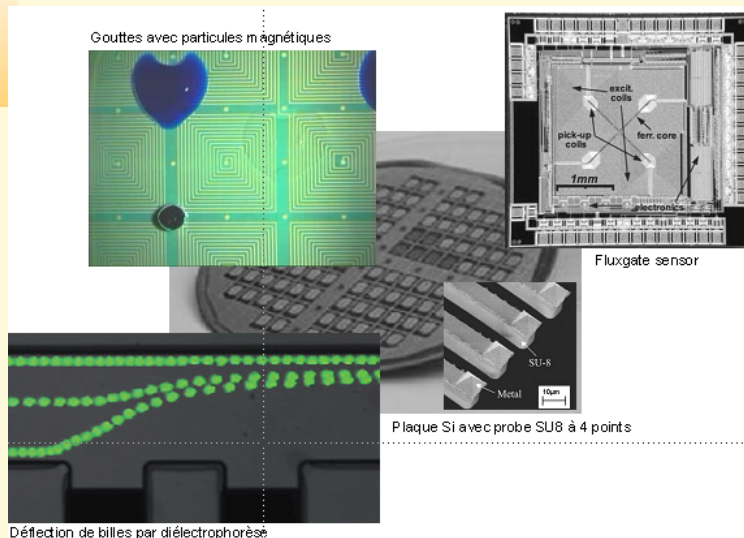 Gouttes avec particules magnétiques
excit.
coils
pick-up
coils
ferr. core
1mm
electronics
Fluxgate sensor
SU-8
Metal
10µm
Plaque Si avec probe SU8 à 4 points
Déflection de billes par diélectrophorèse